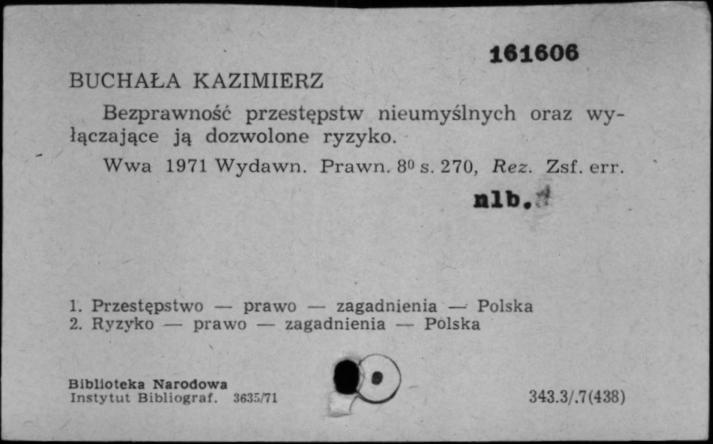 161606
BUCHAŁA KAZIMIERZ
Bezprawność przestępstw nieumyślnych oraz wy-
łączające ją dozwolone ryzyko.
Wwa 1971 Wydawn. Prawn. 8⁰ s. 270, Rez. Zsf. err.
nlb.
1. Przestępstwo — prawo — zagadnienia — Polska
2. Ryzyko — prawo — zagadnienia — Polska
Biblioteka Narodowa
Instytut Bibliograf. 3635/71
343.3/.7(438)